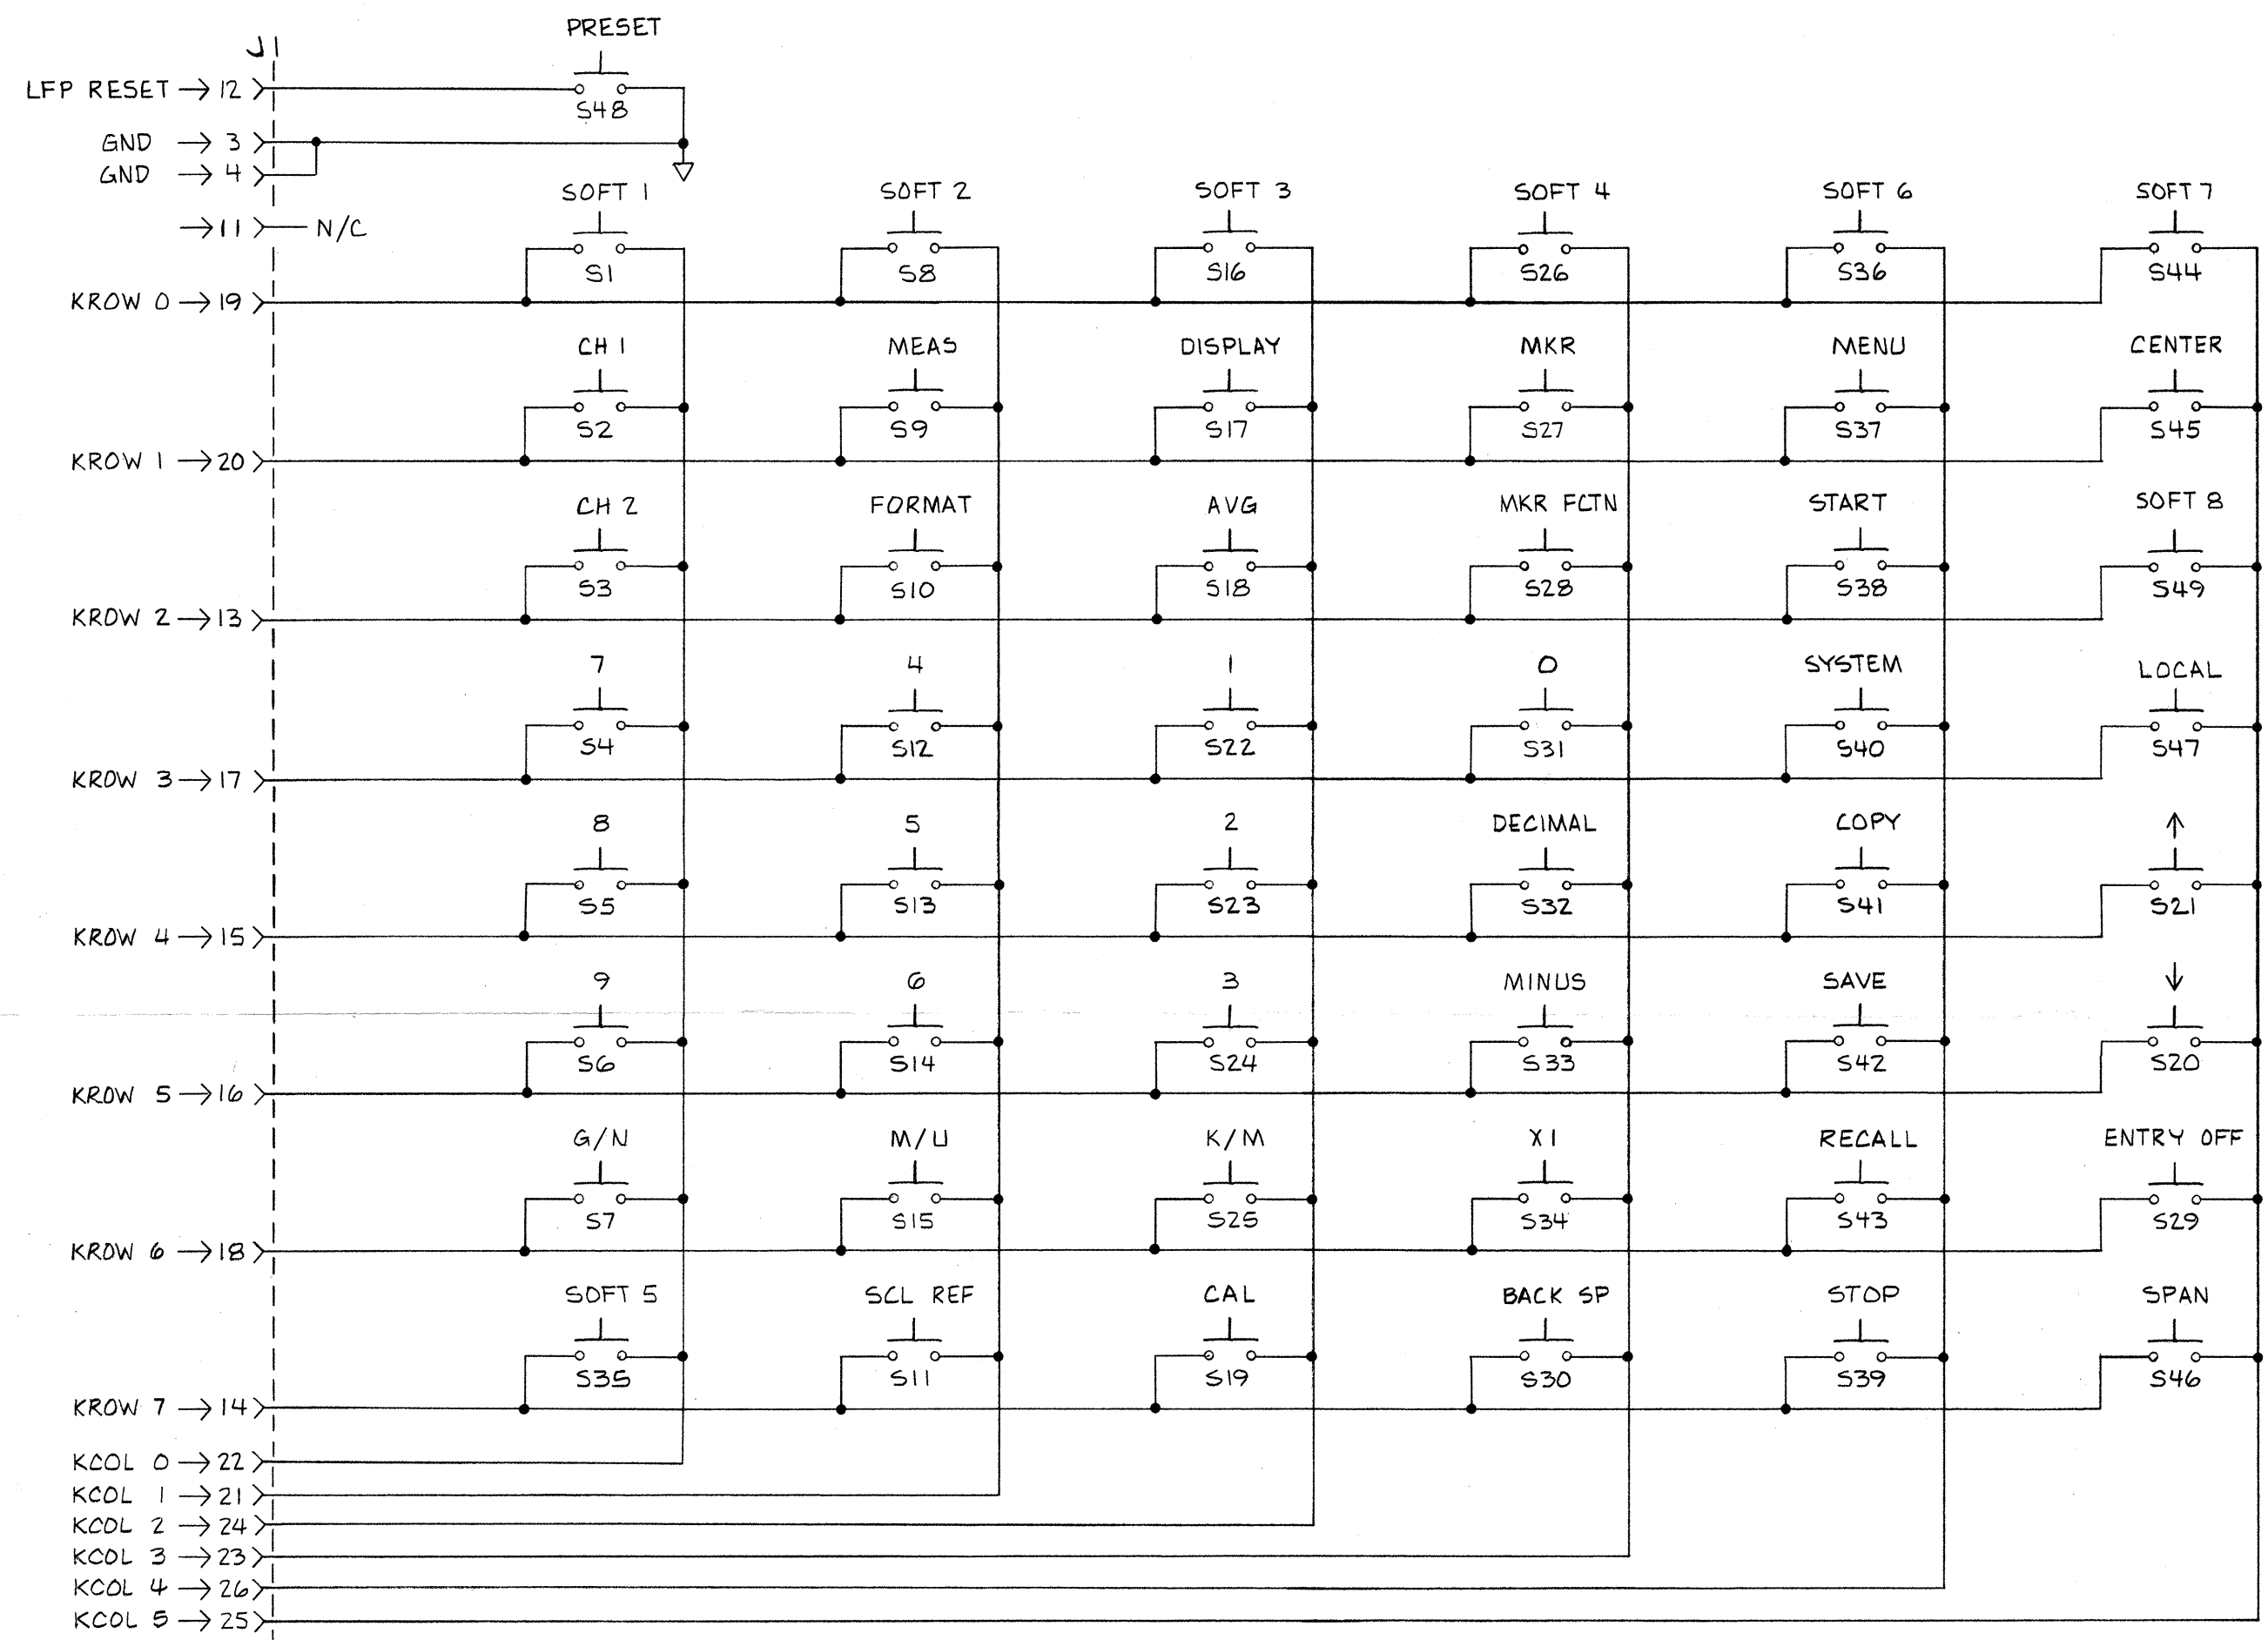 PRESET
J1
LFP RESET → 12
S48
GND → 3
GND → 4
SOFT 1 SOFT 2 SOFT 3 SOFT 4 SOFT 6 SOFT 7
→ 11 N/C
S1 S8 S16 S26 S36 S44
KROW 0 → 19
CH 1 MEAS DISPLAY MKR MENU CENTER
S2 S9 S17 S27 S37 S45
KROW 1 → 20
CH 2 FORMAT AVG MKR FCTN START SOFT 8
S3 S10 S18 S28 S38 S49
KROW 2 → 13
7 4 1 0 SYSTEM LOCAL
S4 S12 S22 S31 S40 S47
KROW 3 → 17
8 5 2 DECIMAL COPY ↑
S5 S13 S23 S32 S41 S21
KROW 4 → 15
9 6 3 MINUS SAVE ↓
S6 S14 S24 S33 S42 S20
KROW 5 → 16
G/N M/U K/M X1 RECALL ENTRY OFF
S7 S15 S25 S34 S43 S29
KROW 6 → 18
SOFT 5 SCL REF CAL BACK SP STOP SPAN
S35 S11 S19 S30 S39 S46
KROW 7 → 14
KCOL 0 → 22
KCOL 1 → 21
KCOL 2 → 24
KCOL 3 → 23
KCOL 4 → 26
KCOL 5 → 25